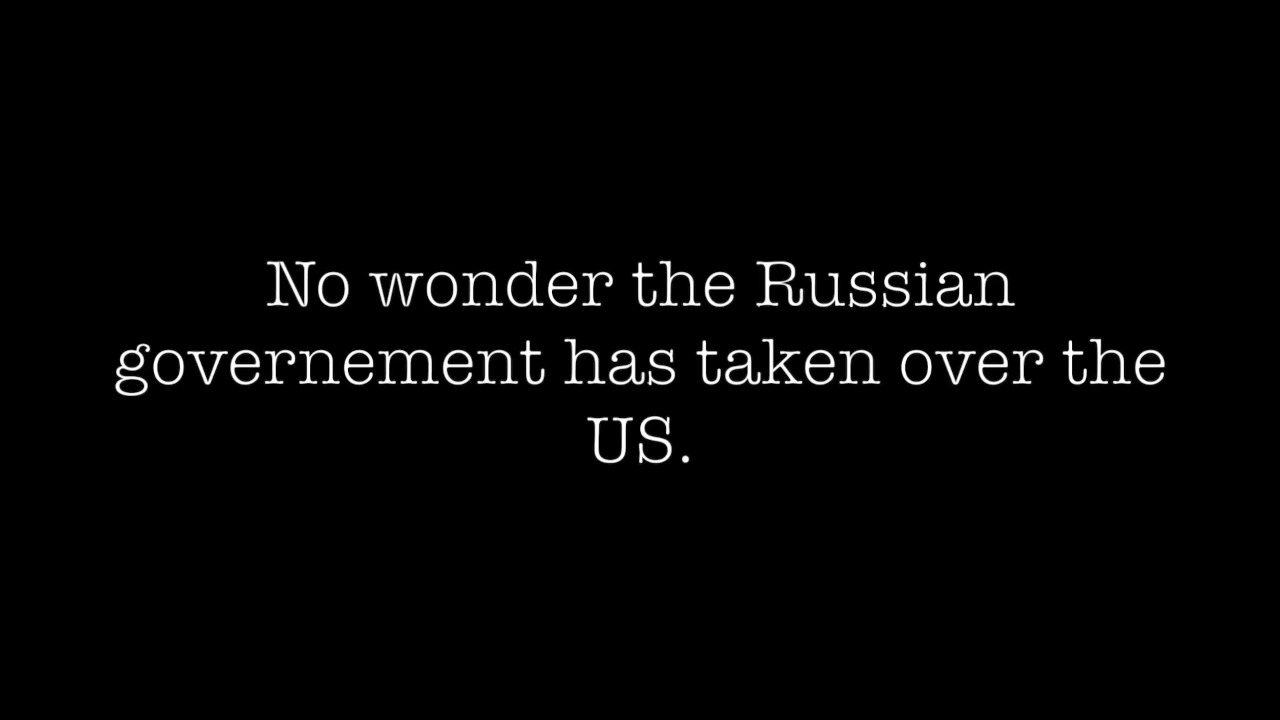 No wonder the Russian
governement has taken over the
US.